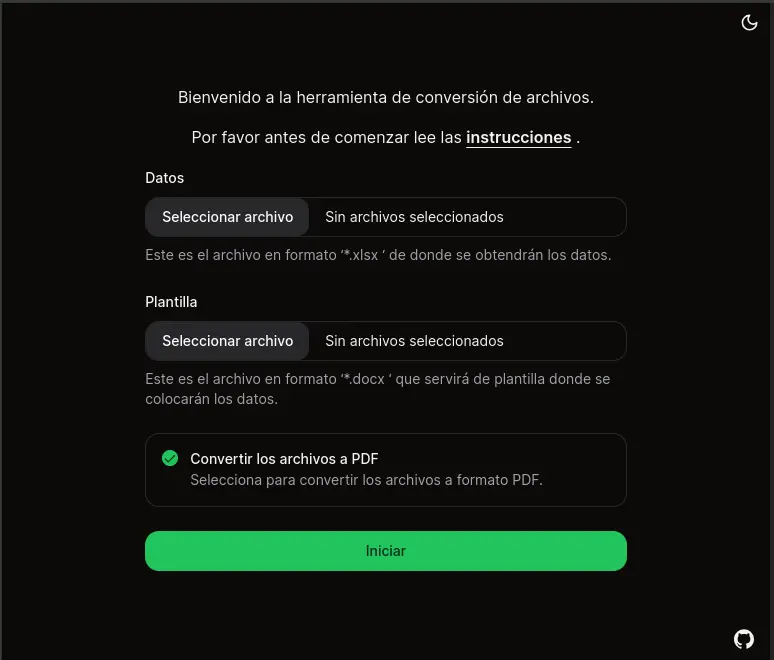 Bienvenido a la herramienta de conversión de archivos.
Por favor antes de comenzar lee las instrucciones .
Datos
Seleccionar archivo Sin archivos seleccionados
Este es el archivo en formato ‘*.xlsx ‘ de donde se obtendrán los datos.
Plantilla
Seleccionar archivo Sin archivos seleccionados
Este es el archivo en formato ‘*.docx ‘ que servirá de plantilla donde se
colocarán los datos.
Convertir los archivos a PDF
Selecciona para convertir los archivos a formato PDF.
Iniciar